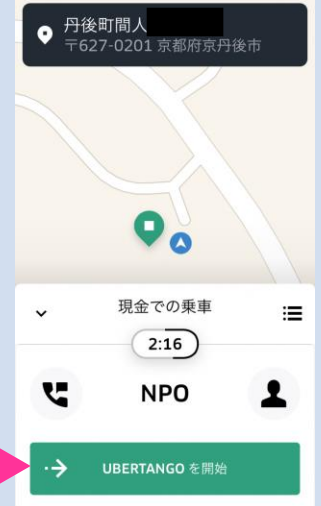 丹後町間人
〒627-0201 京都府京丹後市
現金での乗車
2:16
NPO
UBERTANGO を開始